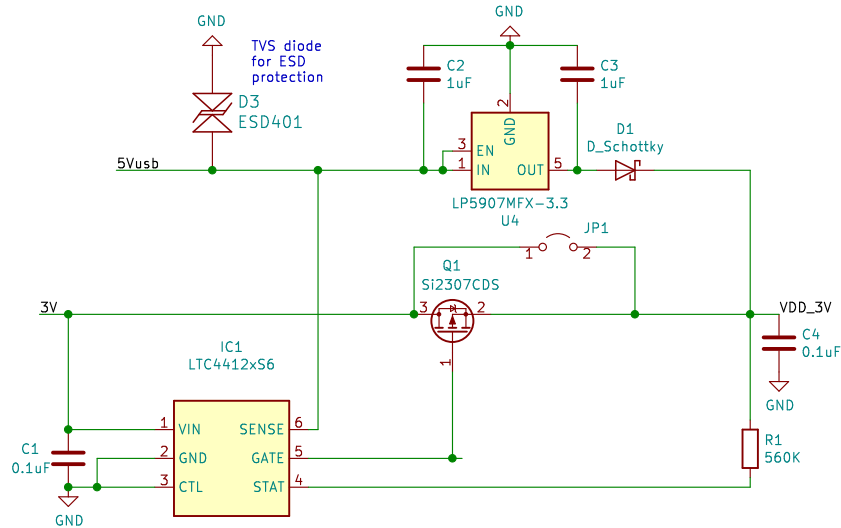 GND
GND
TVS diode
for ESD
protection
C2
1uF
C3
1uF
D3
ESD401
2
GND
D1
D_Schottky
3
EN
5Vusb
1
IN
OUT
5
LP5907MFX-3.3
U4
JP1
1
2
Q1
Si2307CDS
3V
3
2
VDD_3V
C4
0.1uF
IC1
LTC4412xS6
1
GND
1
VIN
SENSE
6
C1
0.1uF
2
GND
GATE
5
R1
560K
3
CTL
STAT
4
GND